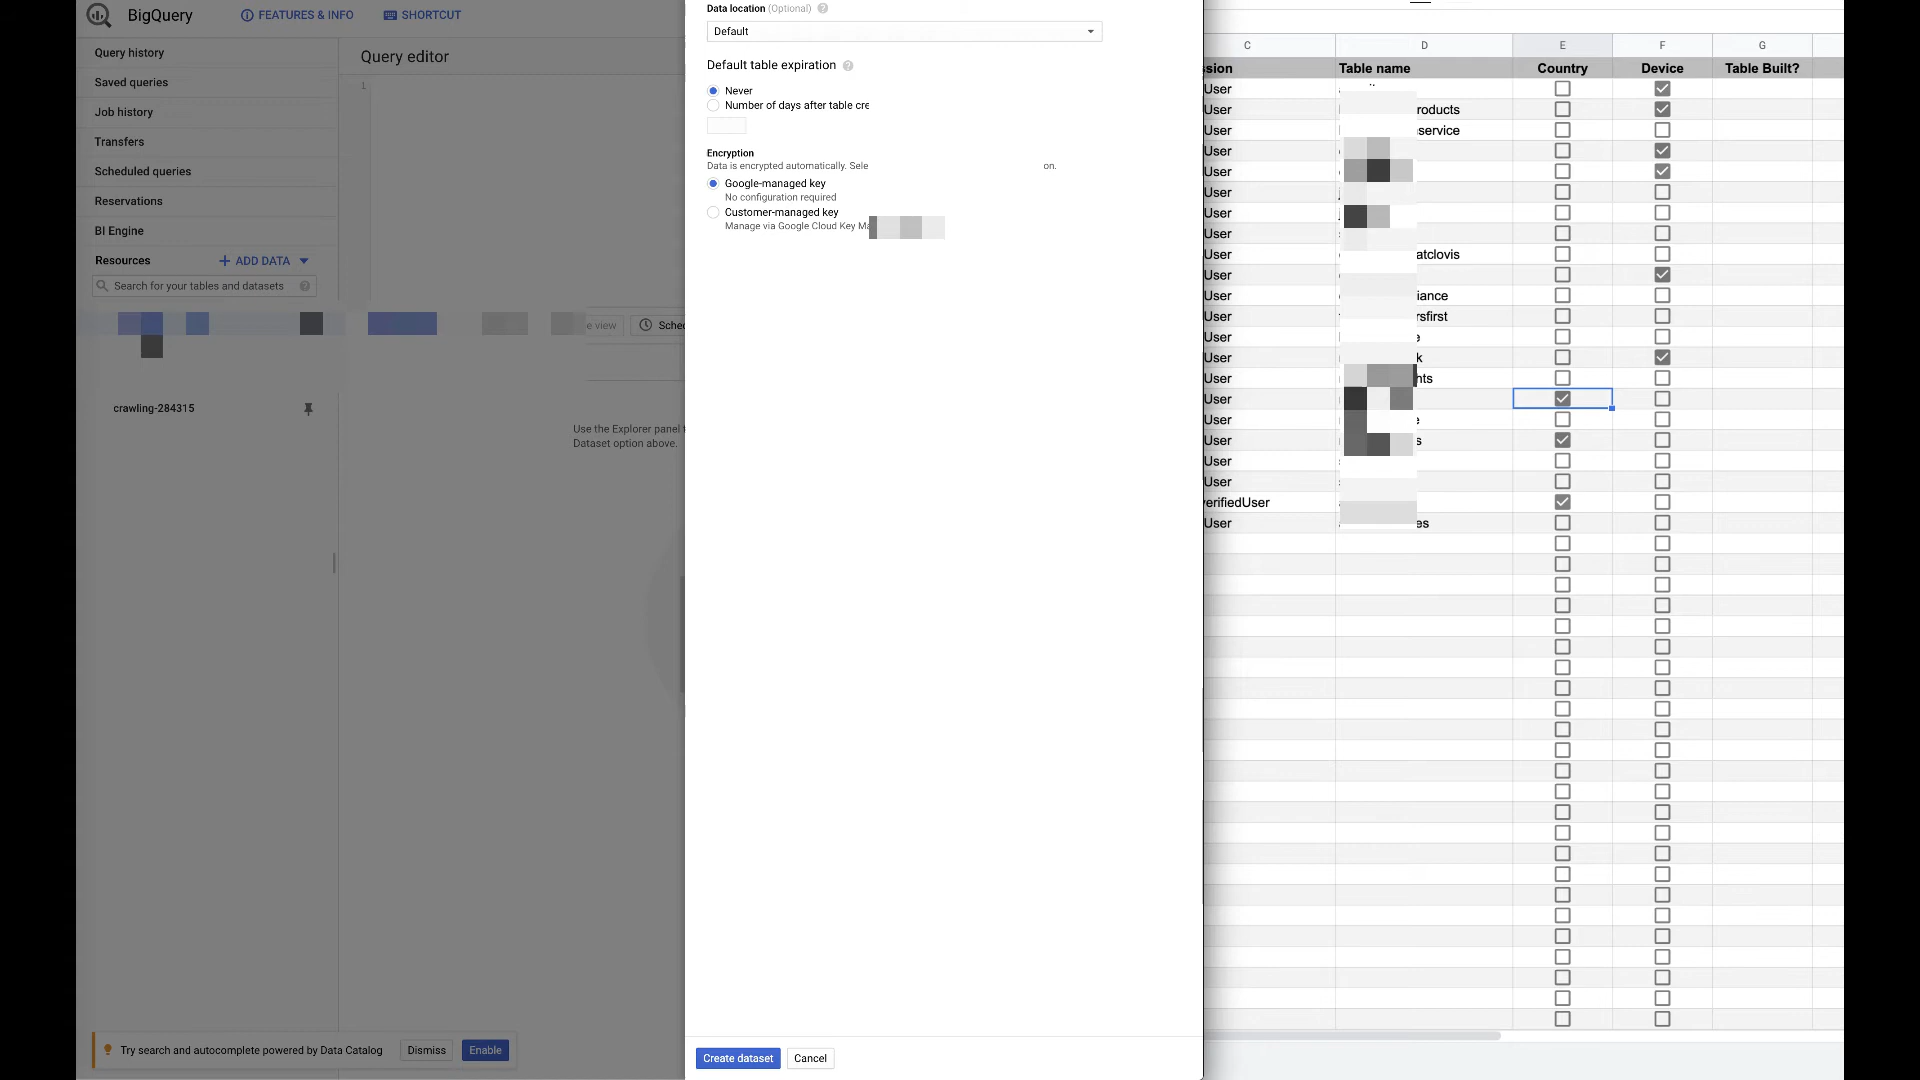 BigQuery
FEATURES & INFO
SHORTCUT
Query history
Saved queries
Job history
Transfers
Scheduled queries
Reservations
BI Engine
Resources
ADD DATA
Search for your tables and datasets
crawling-284315
Query editor
1
e view
Sched
Use the Explorer panel
Dataset option above.
Try search and autocomplete powered by Data Catalog
Dismiss
Enable
Data location (Optional)
Default
Default table expiration
Never
Number of days after table cre
Encryption
Data is encrypted automatically. Sele on.
Google-managed key
No configuration required
Customer-managed key
Manage via Google Cloud Key Ma
Create dataset
Cancel
C D E F G
sion Table name Country Device Table Built?
User
User roducts
User service
User
User
User
User
User
User atclovis
User
User iance
User rsfirst
User e
User k
User hts
User
User e
User s
User
User
verifiedUser
User es